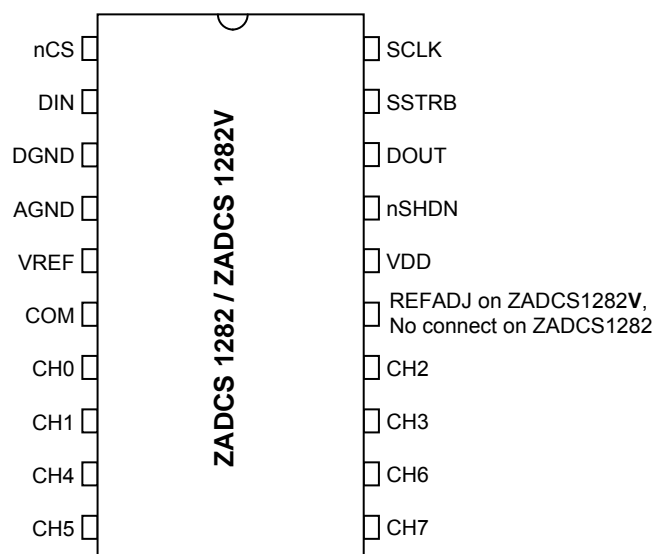 nCS
DIN
DGND
AGND
VREF
COM
CH0
CH1
CH4
CH5
ZADCS 1282 / ZADCS 1282V
SCLK
SSTRB
DOUT
nSHDN
VDD
REFADJ on ZADCS1282V,
No connect on ZADCS1282
CH2
CH3
CH6
CH7